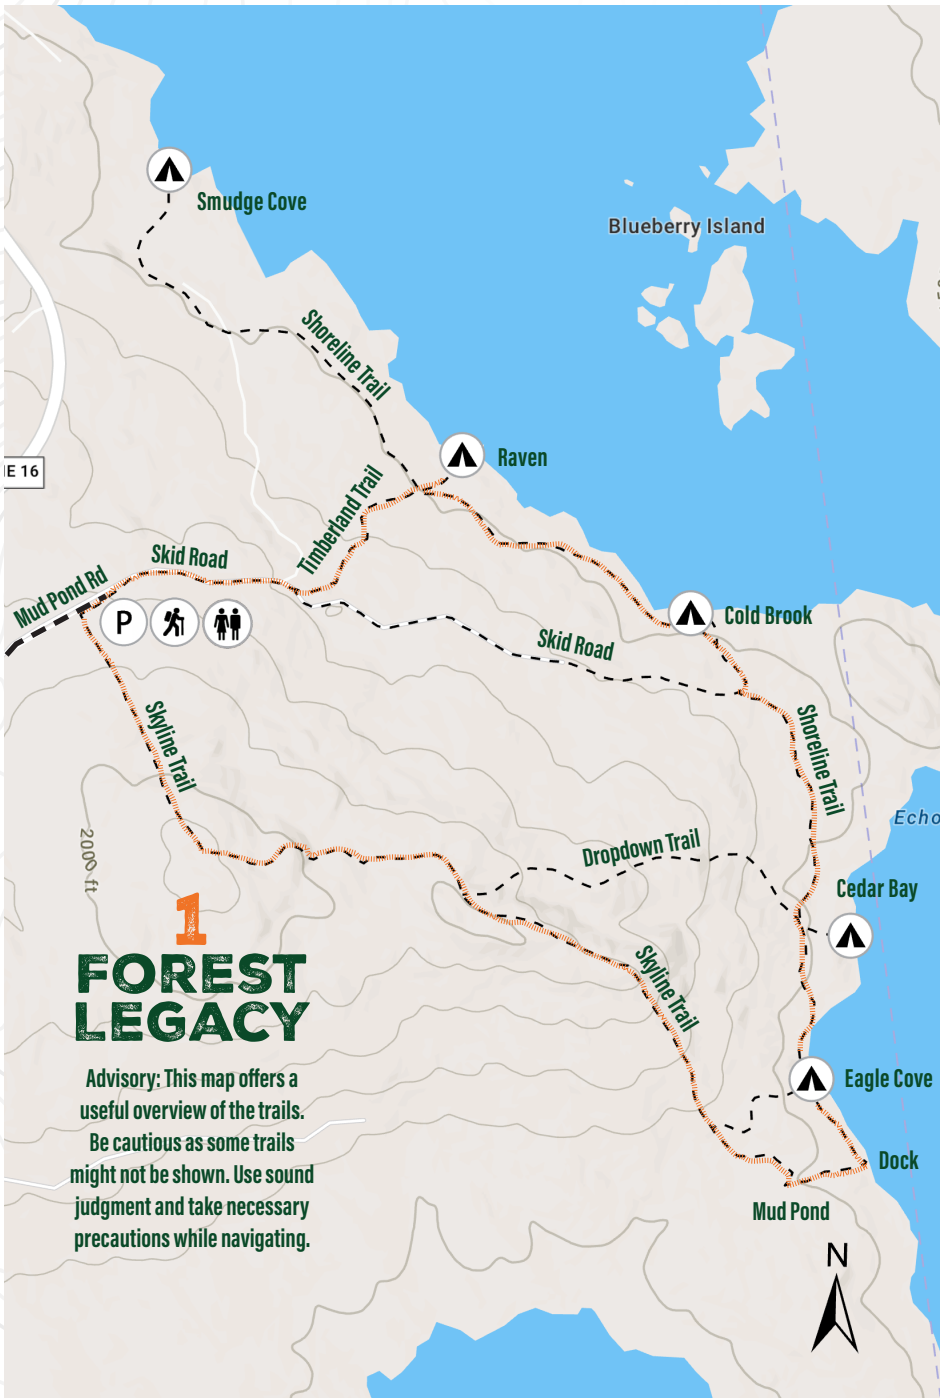 Smudge Cove
Blueberry Island
Shoreline Trail
E 16
Raven
Timberland Trail
Skid Road
Mud Pond Rd
P
Cold Brook
Skid Road
Skyline Trail
Shoreline Trail
Echo
2000 ft
Dropdown Trail
Cedar Bay
1
FOREST
LEGACY
Skyline Trail
Advisory: This map offers a
useful overview of the trails.
Be cautious as some trails
might not be shown. Use sound
judgment and take necessary
precautions while navigating.
Eagle Cove
Dock
Mud Pond
N